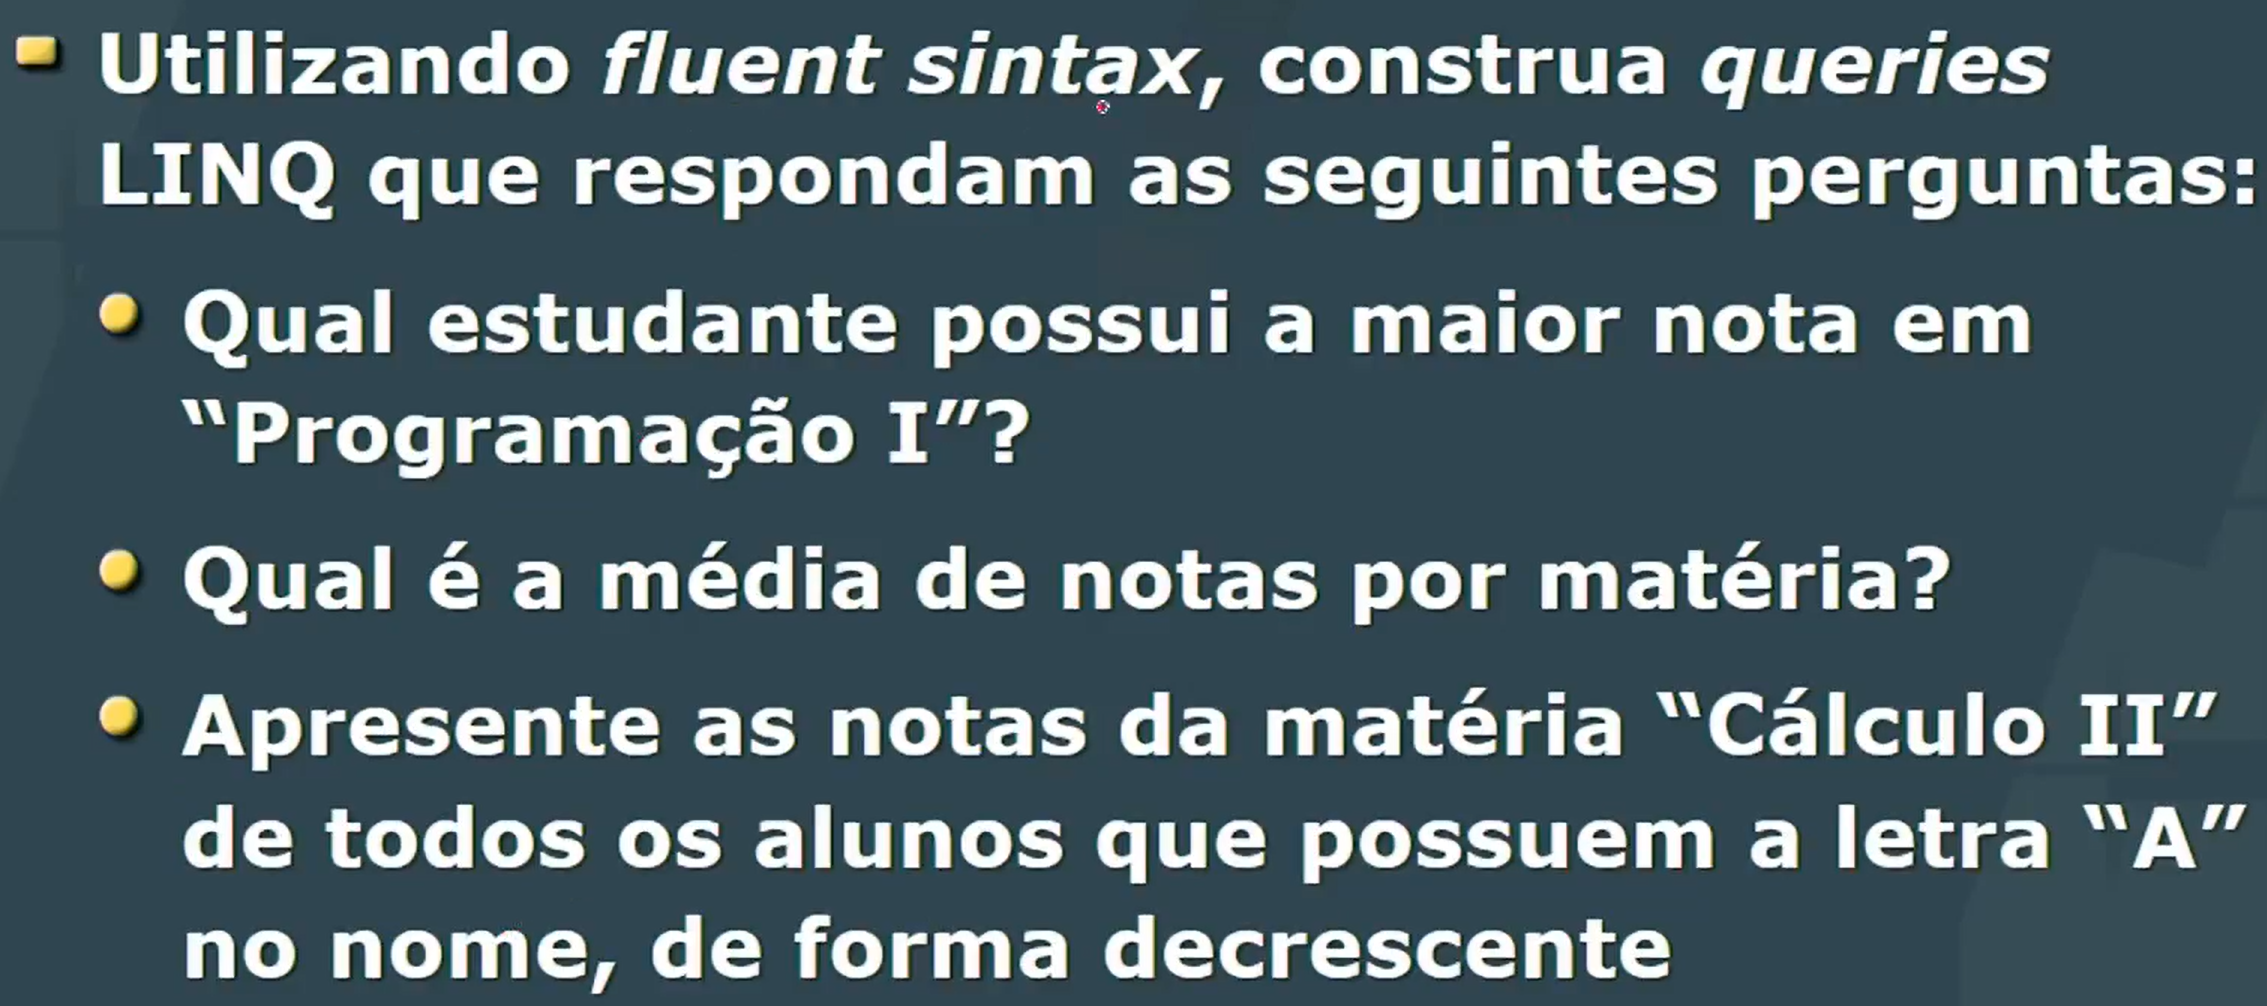 Utilizando fluent sintax, construa queries
LINQ que respondam as seguintes perguntas:
Qual estudante possui a maior nota em
“Programação I”?
Qual é a média de notas por matéria?
Apresente as notas da matéria “Cálculo II”
de todos os alunos que possuem a letra “A”
no nome, de forma decrescente